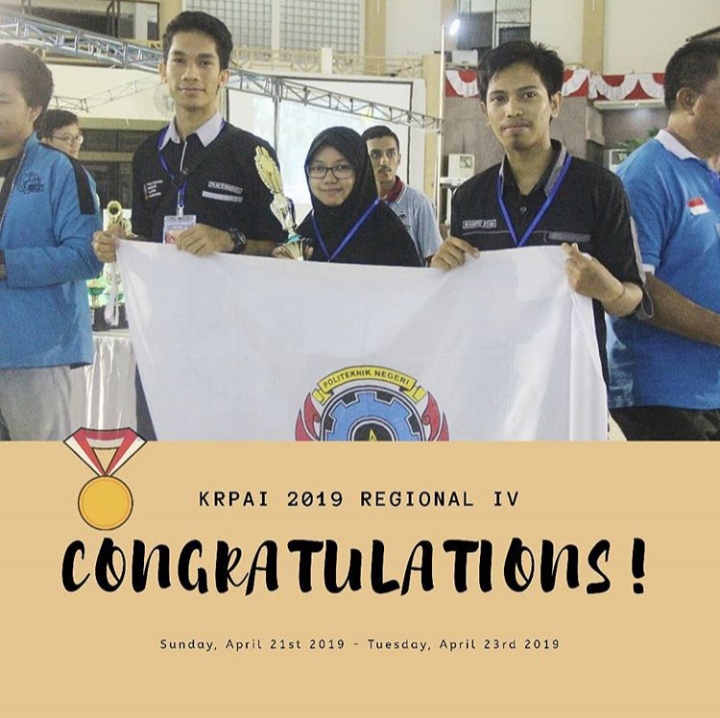 POLITEKNIK NEGERI
KRPAI 2019 REGIONAL IV
CONGRATULATIONS!
Sunday, April 21st 2019 - Tuesday, April 23rd 2019